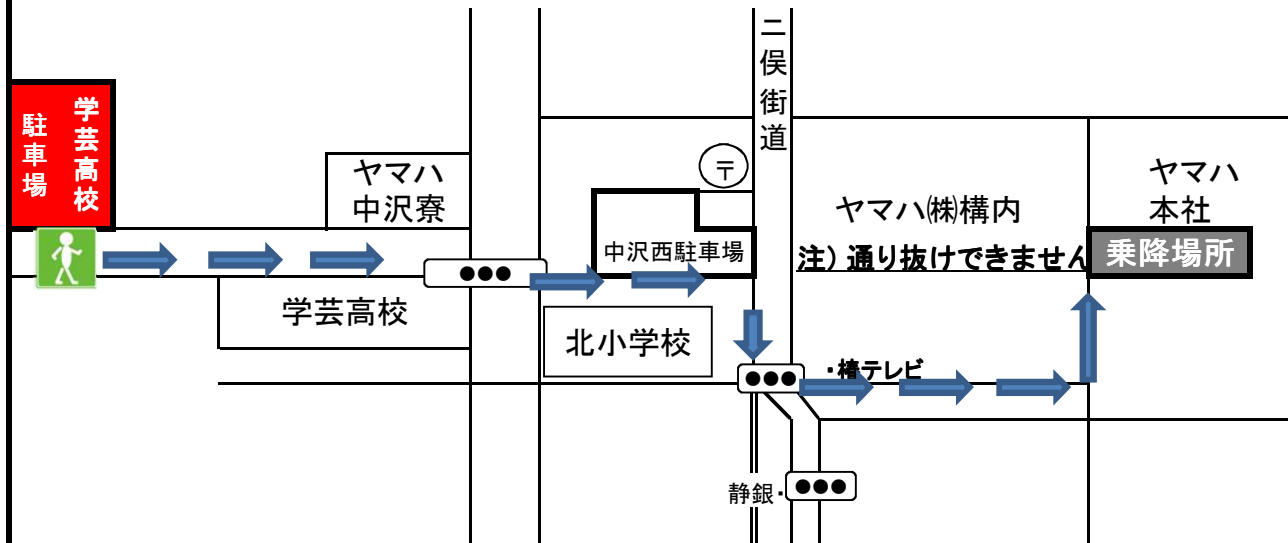 二俣街道
学芸高校
駐車場
ヤマハ
中沢寮
〒
ヤマハ㈱構内
ヤマハ
本社
注）通り抜けできません
乗降場所
中沢西駐車場
学芸高校
北小学校
・椿テレビ
静銀・